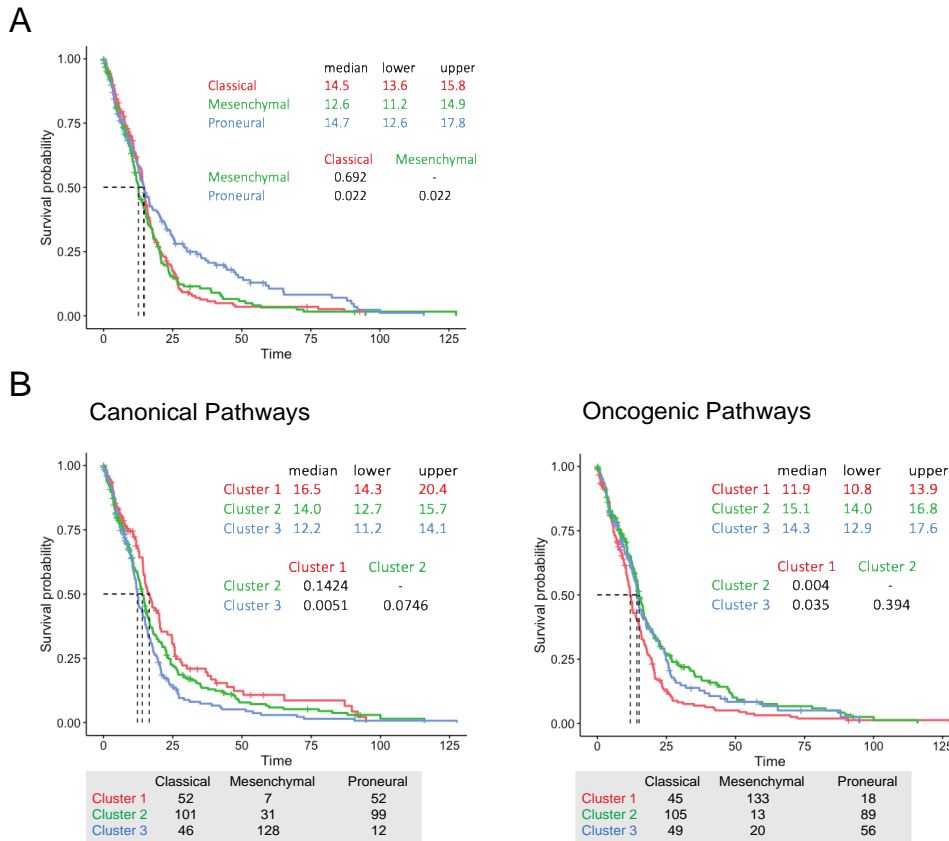 A
median lower upper
Classical 14.5 13.6 15.8
Mesenchymal 12.6 11.2 14.9
Proneural 14.7 12.6 17.8
Classical Mesenchymal
Mesenchymal 0.692 -
Proneural 0.022 0.022
Survival probability
1.00
0.75
0.50
0.25
0.00
0 25 50 75 100 125
Time
B
Canonical Pathways
median lower upper
Cluster 1 16.5 14.3 20.4
Cluster 2 14.0 12.7 15.7
Cluster 3 12.2 11.2 14.1
Cluster 1 Cluster 2
Cluster 2 0.1424 -
Cluster 3 0.0051 0.0746
Survival probability
1.00
0.75
0.50
0.25
0.00
0 25 50 75 100 125
Time
Classical Mesenchymal Proneural
Cluster 1 52 7 52
Cluster 2 101 31 99
Cluster 3 46 128 12
Oncogenic Pathways
median lower upper
Cluster 1 11.9 10.8 13.9
Cluster 2 15.1 14.0 16.8
Cluster 3 14.3 12.9 17.6
Cluster 1 Cluster 2
Cluster 2 0.004 -
Cluster 3 0.035 0.394
Survival probability
1.00
0.75
0.50
0.25
0.00
0 25 50 75 100 125
Time
Classical Mesenchymal Proneural
Cluster 1 45 133 18
Cluster 2 105 13 89
Cluster 3 49 20 56